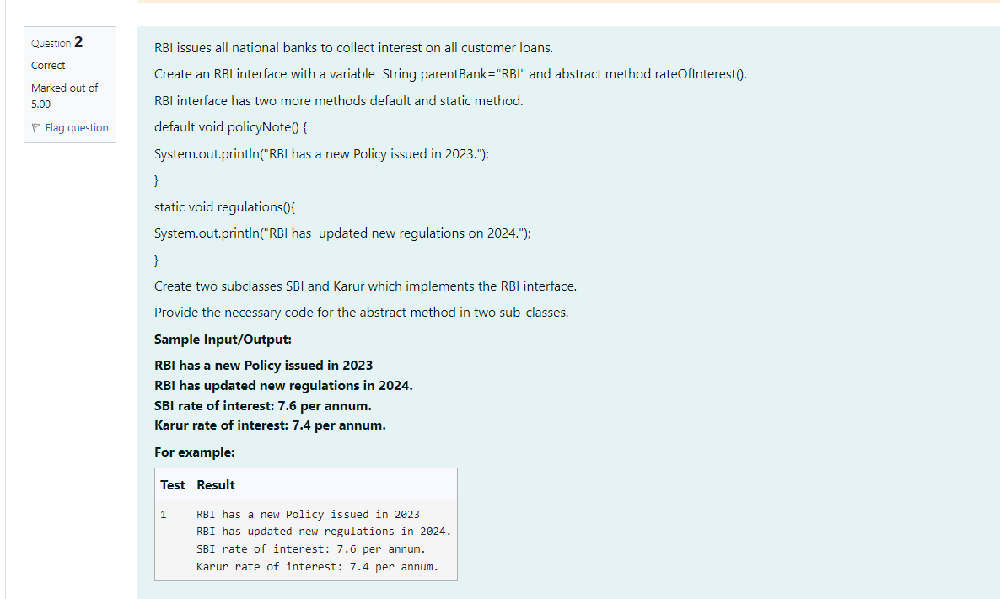 Question 2
Correct
Marked out of
5.00
Flag question
RBI issues all national banks to collect interest on all customer loans.
Create an RBI interface with a variable  String parentBank="RBI" and abstract method rateOfInterest().
RBI interface has two more methods default and static method.
default void policyNote() {
System.out.println("RBI has a new Policy issued in 2023.");
}
static void regulations(){
System.out.println("RBI has  updated new regulations on 2024.");
}
Create two subclasses SBI and Karur which implements the RBI interface.
Provide the necessary code for the abstract method in two sub-classes.
Sample Input/Output:
RBI has a new Policy issued in 2023
RBI has updated new regulations in 2024.
SBI rate of interest: 7.6 per annum.
Karur rate of interest: 7.4 per annum.
For example:
Test Result
1 RBI has a new Policy issued in 2023
RBI has updated new regulations in 2024.
SBI rate of interest: 7.6 per annum.
Karur rate of interest: 7.4 per annum.